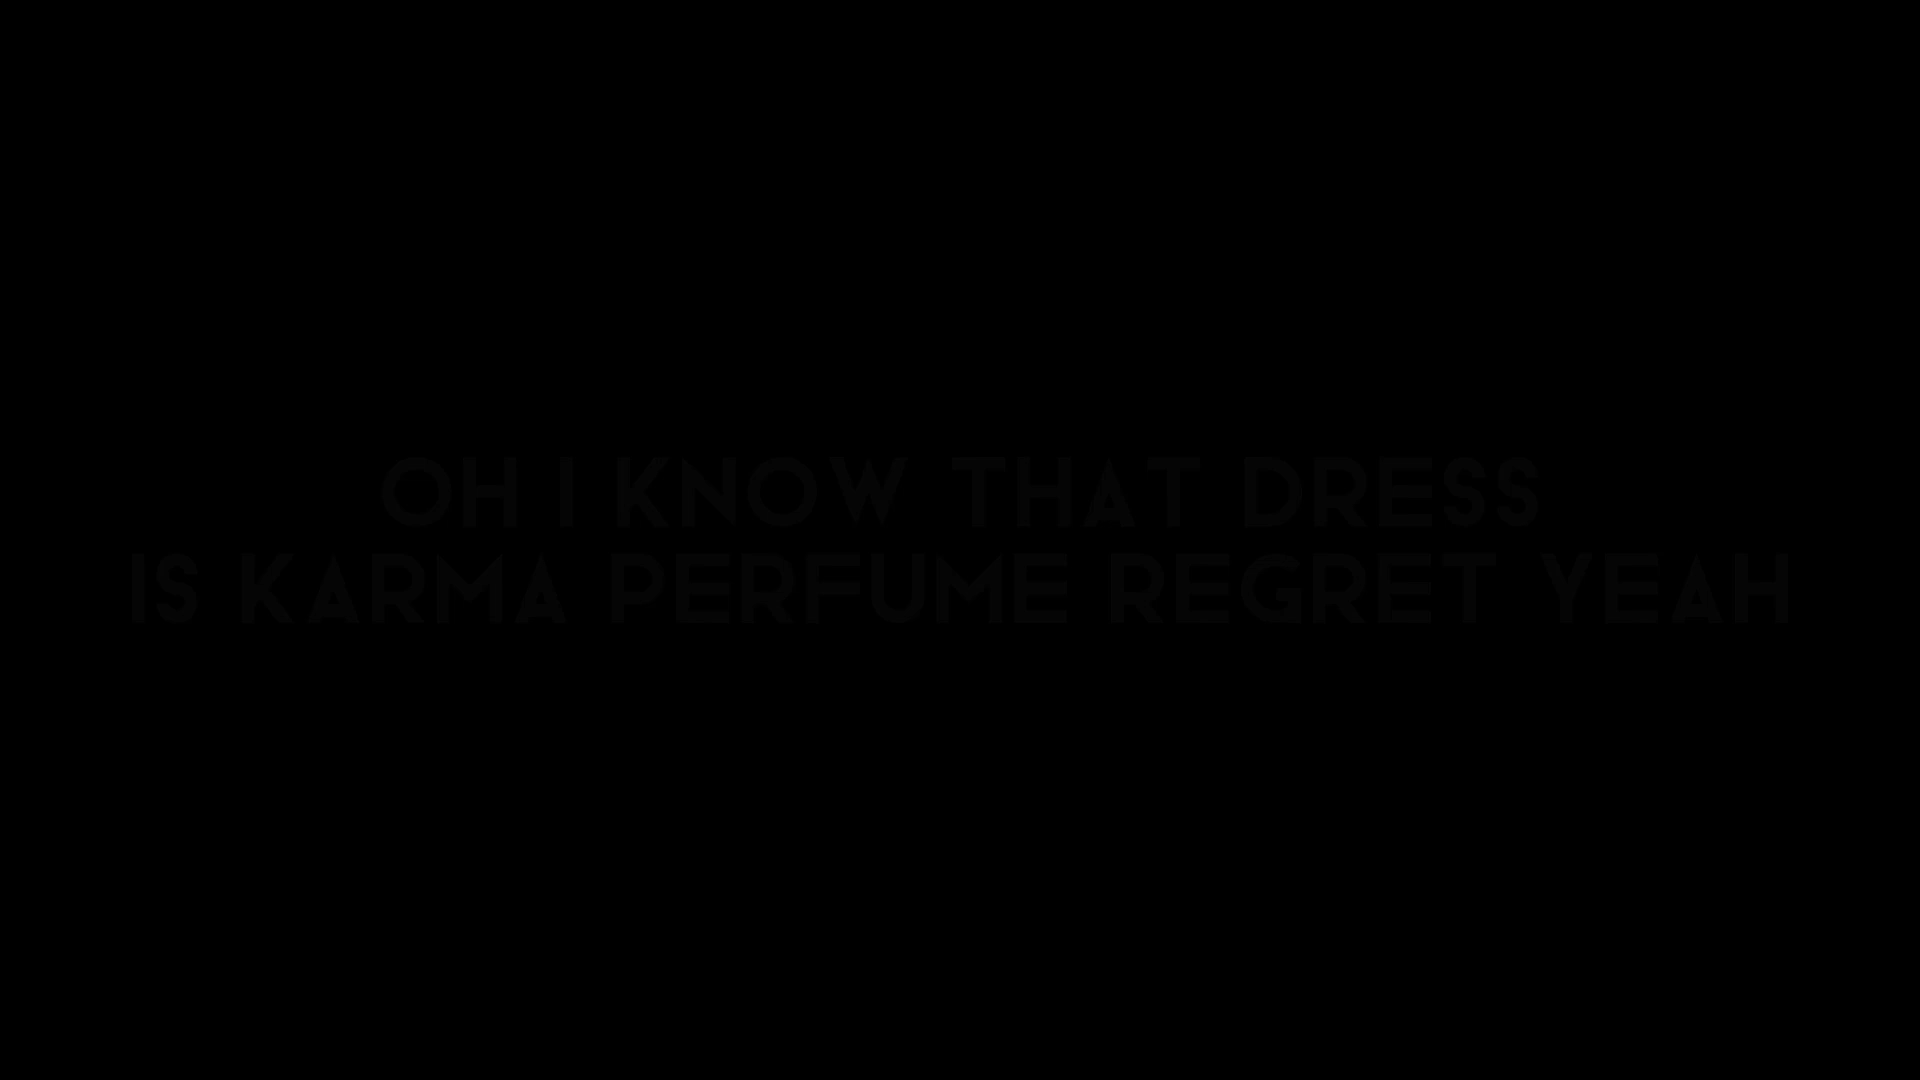 OH I KNOW THAT DRESS
IS KARMA PERFUME REGRET YEAH